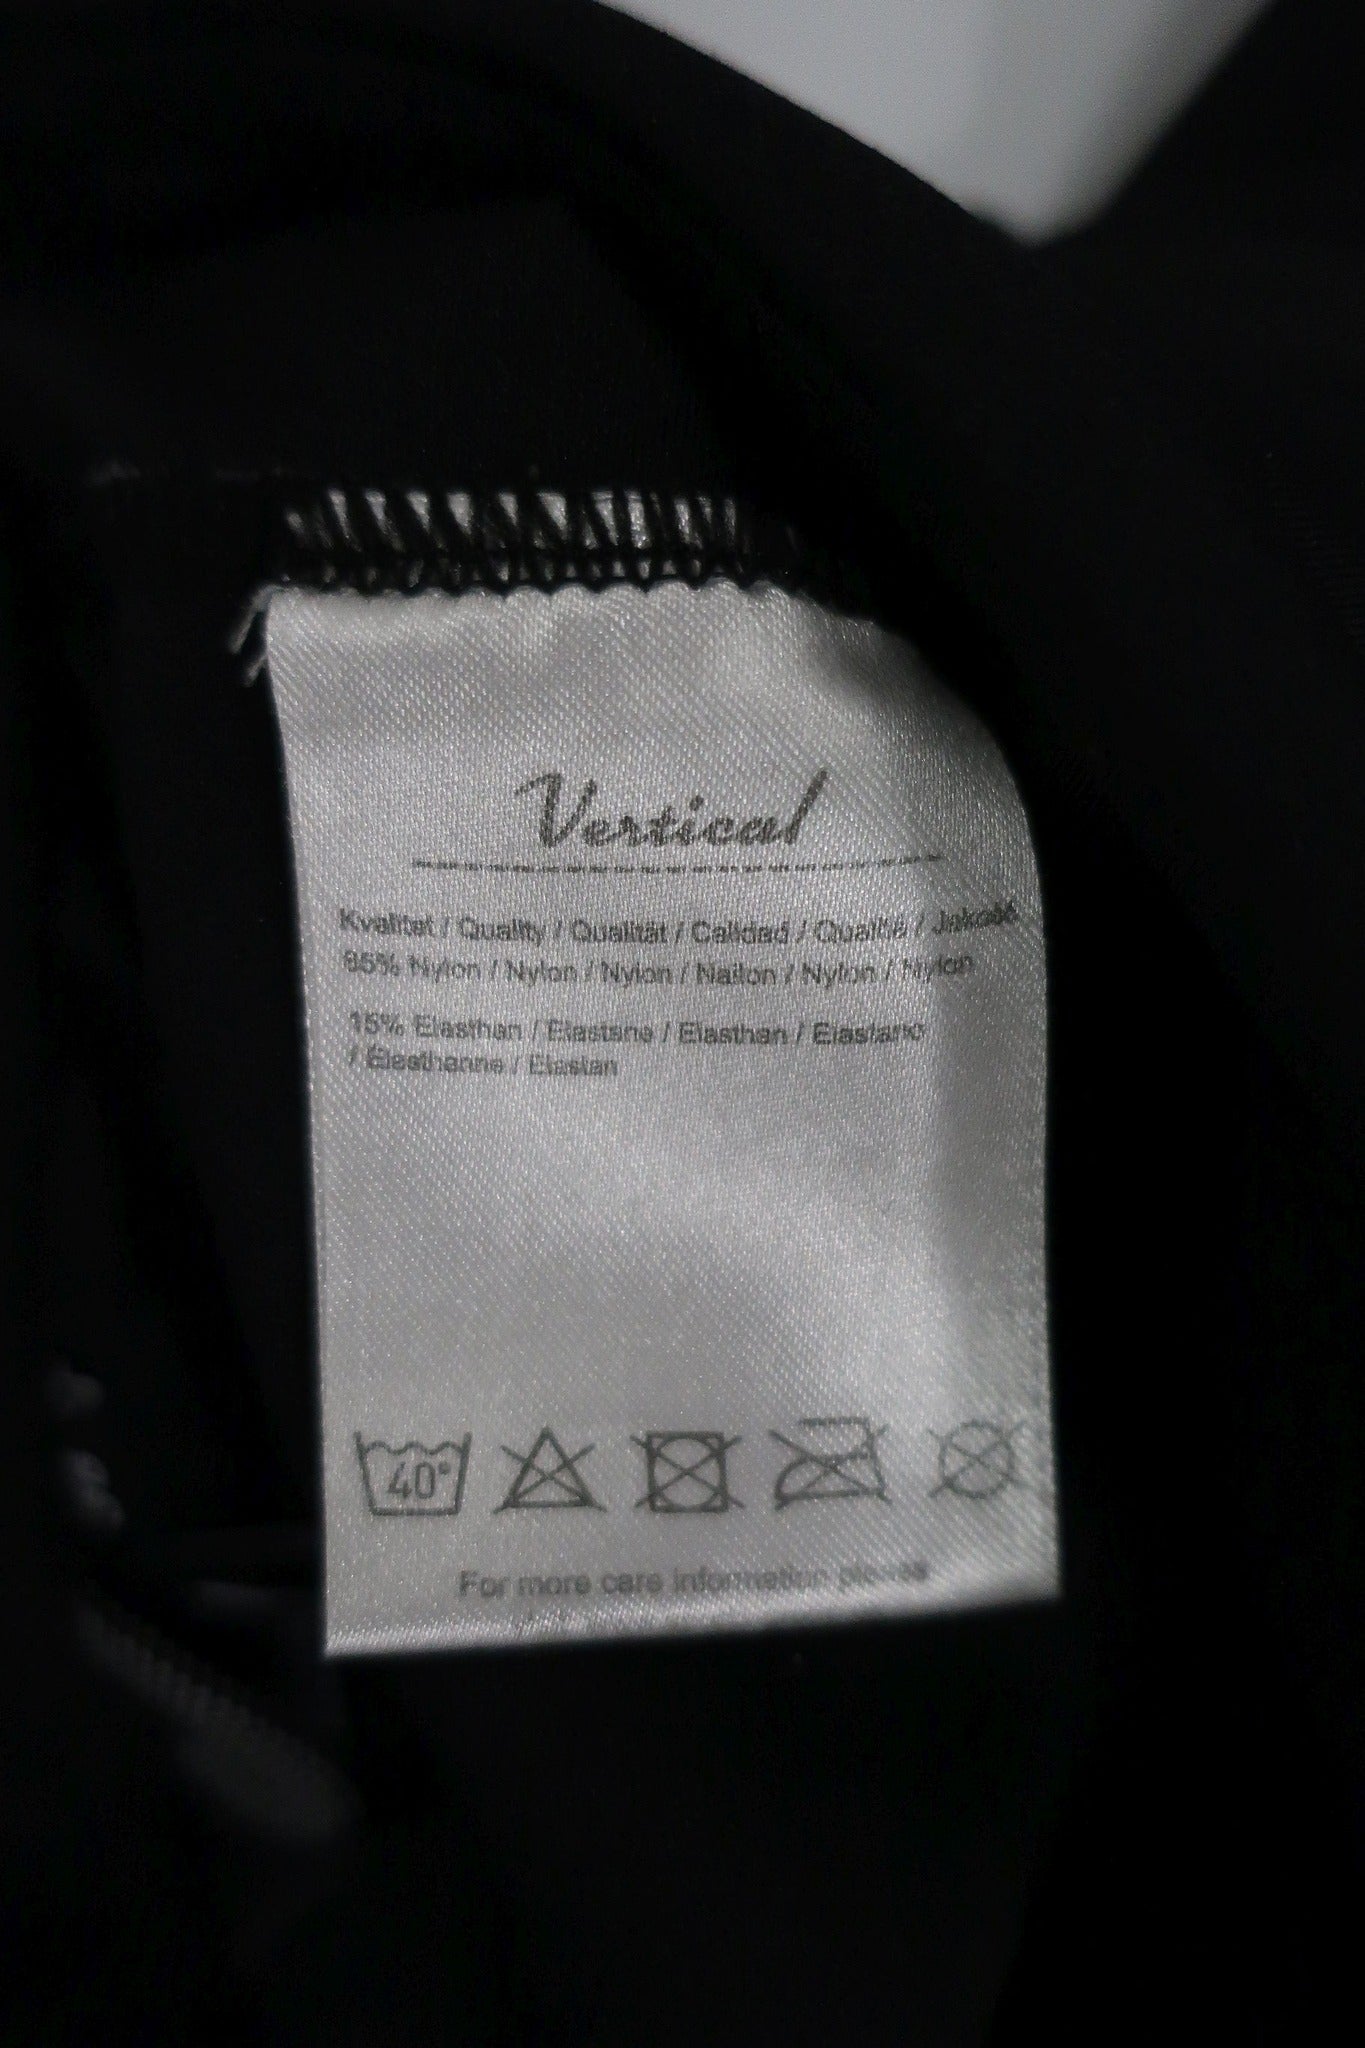 Vertical
Kvalitet / Quality / Qualität / Calidad / Qualité / Jakość
85% Nylon / Nylon / Nylon / Nailon / Nylon / Nylon
15% Elasthan / Elastane / Elasthan / Elastano
/ Elasthanne / Elastan
40°
For more care information please